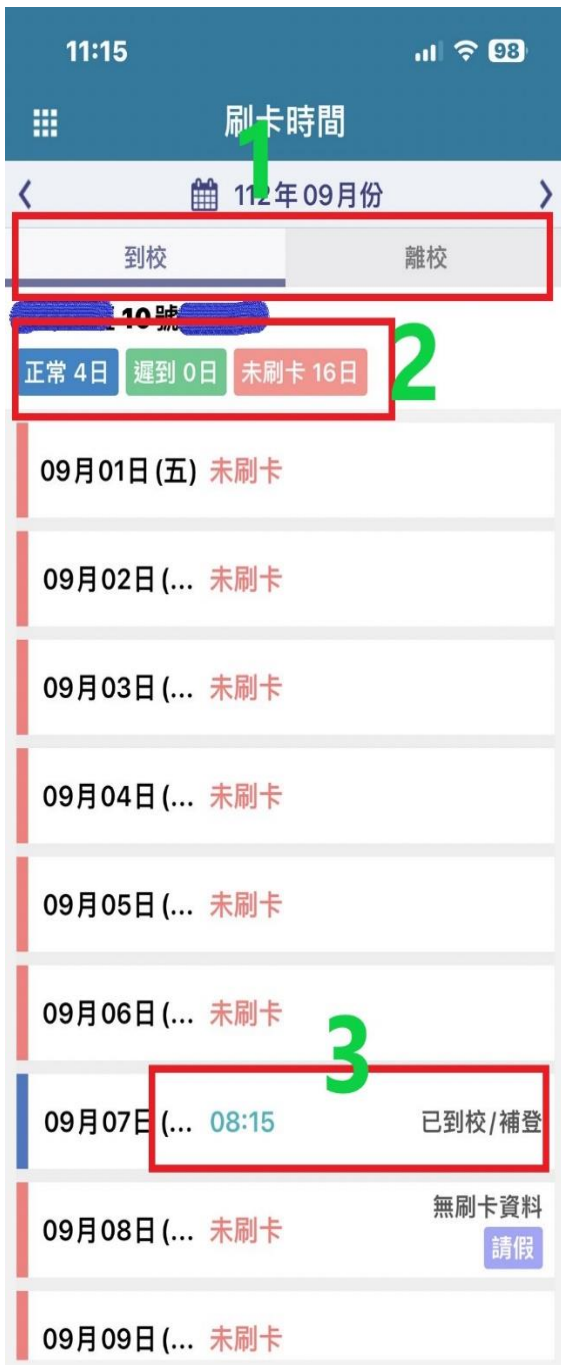 11:15 98
刷卡時間
1
112年09月份
到校 離校
10號
正常 4日 遲到 0日 未刷卡 16日
2
09月01日(五) 未刷卡
09月02日(... 未刷卡
09月03日(... 未刷卡
09月04日(... 未刷卡
09月05日(... 未刷卡
09月06日(... 未刷卡
3
09月07日(... 08:15 已到校/補登
09月08日(... 未刷卡 無刷卡資料
請假
09月09日(... 未刷卡